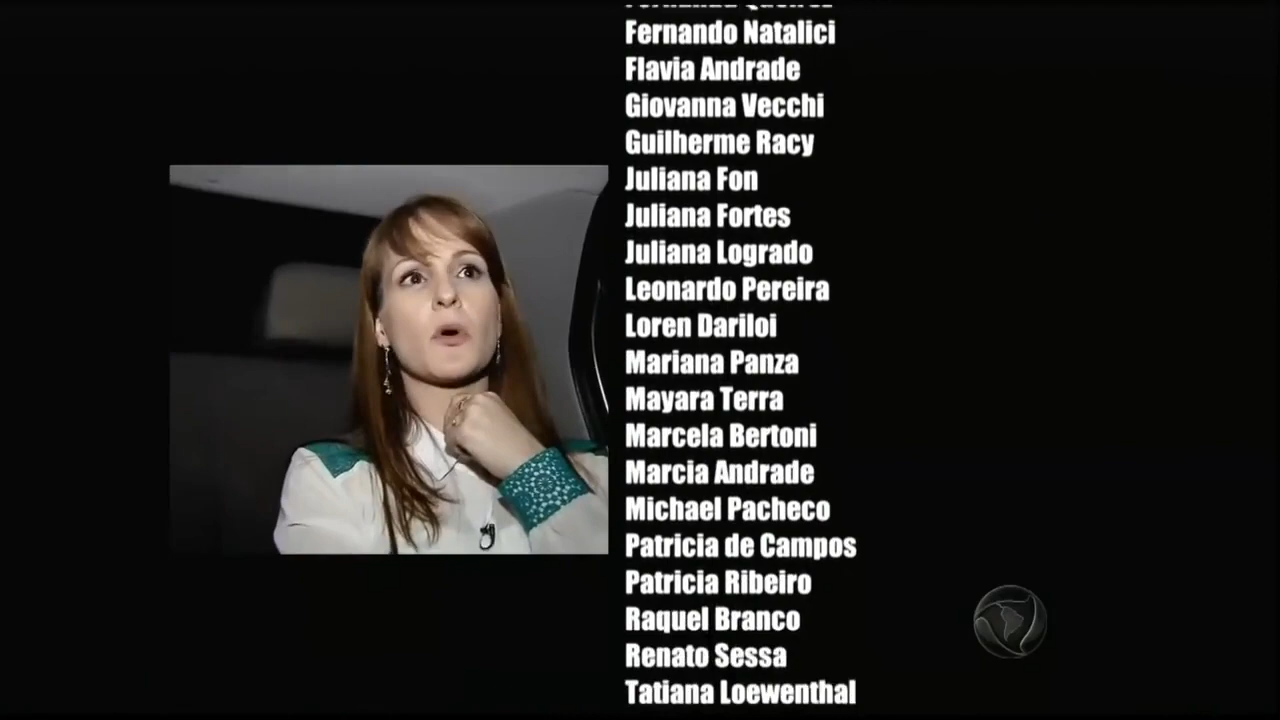 Fernando Natalici
Flavia Andrade
Giovanna Vecchi
Guilherme Racy
Juliana Fon
Juliana Fortes
Juliana Logrado
Leonardo Pereira
Loren Dariloi
Mariana Panza
Mayara Terra
Marcela Bertoni
Marcia Andrade
Michael Pacheco
Patricia de Campos
Patricia Ribeiro
Raquel Branco
Renato Sessa
Tatiana Loewenthal